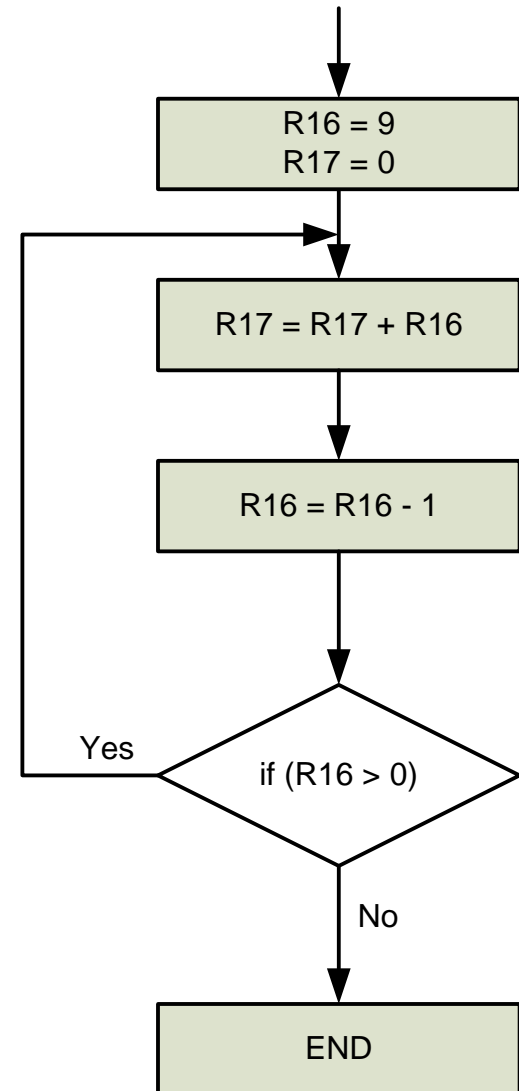 R16 = 9
R17 = 0
R17 = R17 + R16
R16 = R16 - 1
Yes
if (R16 > 0)
No
END